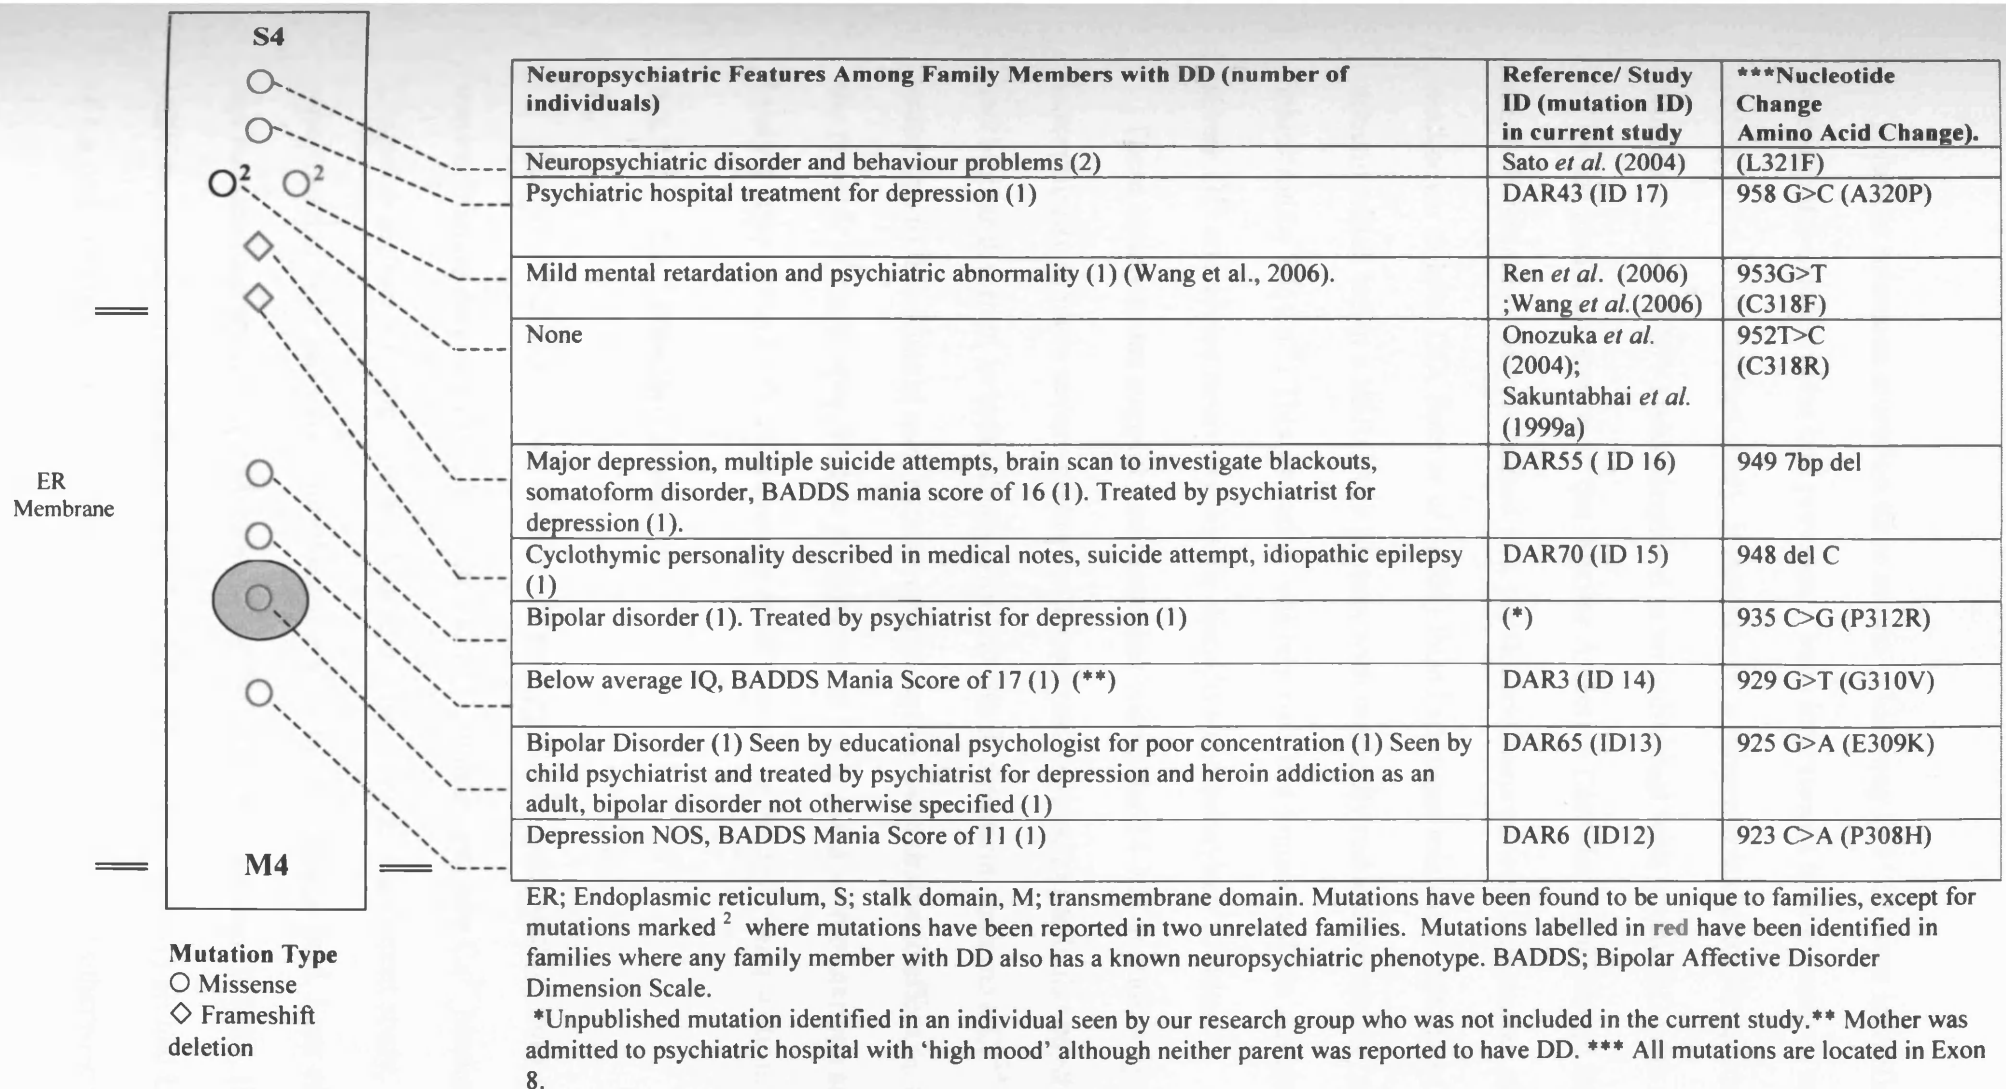 S4
2
2
ER
Membrane
M4
Mutation Type
Missense
Frameshift
deletion
Neuropsychiatric Features Among Family Members with DD (number of
individuals)
Reference/ Study
ID (mutation ID)
in current study
***Nucleotide
Change
Amino Acid Change).
Neuropsychiatric disorder and behaviour problems (2)
Sato et al. (2004)
(L321F)
Psychiatric hospital treatment for depression (1)
DAR43 (ID 17)
958 G>C (A320P)
Mild mental retardation and psychiatric abnormality (1) (Wang et al., 2006).
Ren et al. (2006)
;Wang et al.(2006)
953G>T
(C318F)
None
Onozuka et al.
(2004);
Sakuntabhai et al.
(1999a)
952T>C
(C318R)
Major depression, multiple suicide attempts, brain scan to investigate blackouts,
somatoform disorder, BADDS mania score of 16 (1). Treated by psychiatrist for
depression (1).
DAR55 ( ID 16)
949 7bp del
Cyclothymic personality described in medical notes, suicide attempt, idiopathic epilepsy
(1)
DAR70 (ID 15)
948 del C
Bipolar disorder (1). Treated by psychiatrist for depression (1)
(*)
935 C>G (P312R)
Below average IQ, BADDS Mania Score of 17 (1) (**)
DAR3 (ID 14)
929 G>T (G310V)
Bipolar Disorder (1) Seen by educational psychologist for poor concentration (1) Seen by
child psychiatrist and treated by psychiatrist for depression and heroin addiction as an
adult, bipolar disorder not otherwise specified (1)
DAR65 (ID13)
925 G>A (E309K)
Depression NOS, BADDS Mania Score of 11 (1)
DAR6 (ID12)
923 C>A (P308H)
ER; Endoplasmic reticulum, S; stalk domain, M; transmembrane domain. Mutations have been found to be unique to families, except for
mutations marked 2 where mutations have been reported in two unrelated families. Mutations labelled in red have been identified in
families where any family member with DD also has a known neuropsychiatric phenotype. BADDS; Bipolar Affective Disorder
Dimension Scale.
*Unpublished mutation identified in an individual seen by our research group who was not included in the current study.** Mother was
admitted to psychiatric hospital with ‘high mood’ although neither parent was reported to have DD. *** All mutations are located in Exon
8.